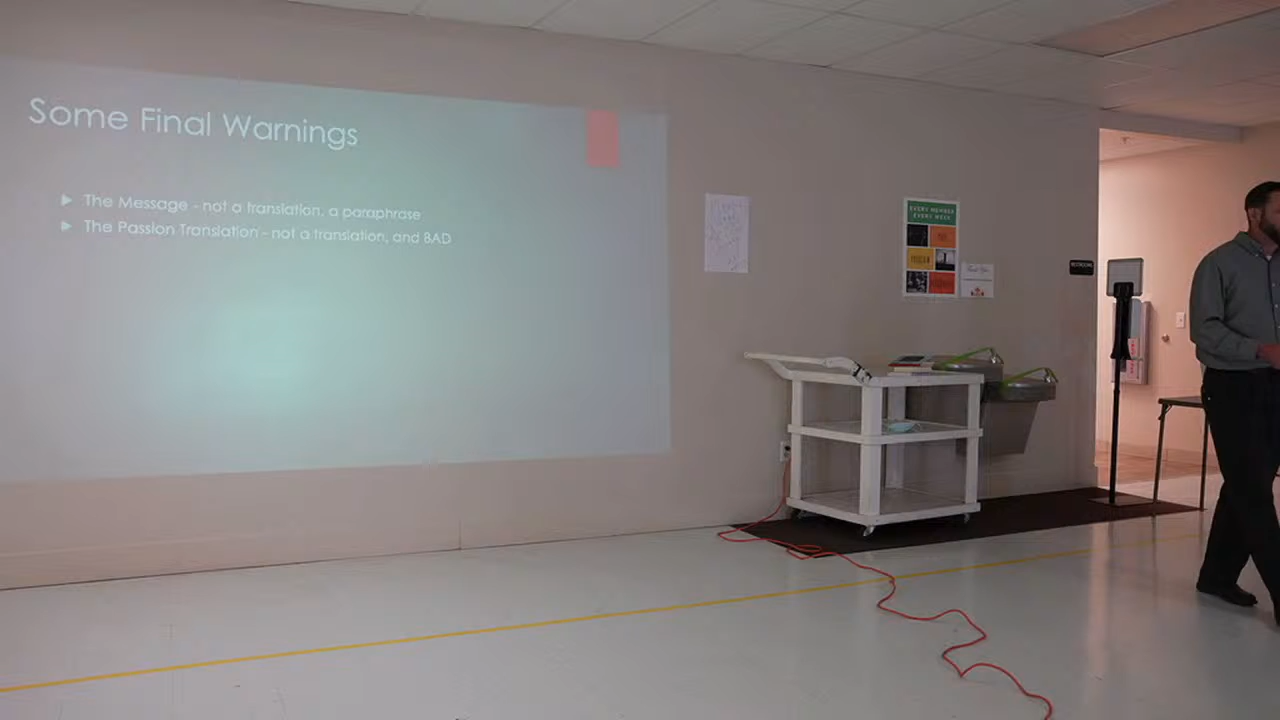 Some Final Warnings
The Message - not a translation, a paraphrase
The Passion Translation - not a translation, and BAD
EVERY MEMBER
EVERY WEEK
RESTROOMS